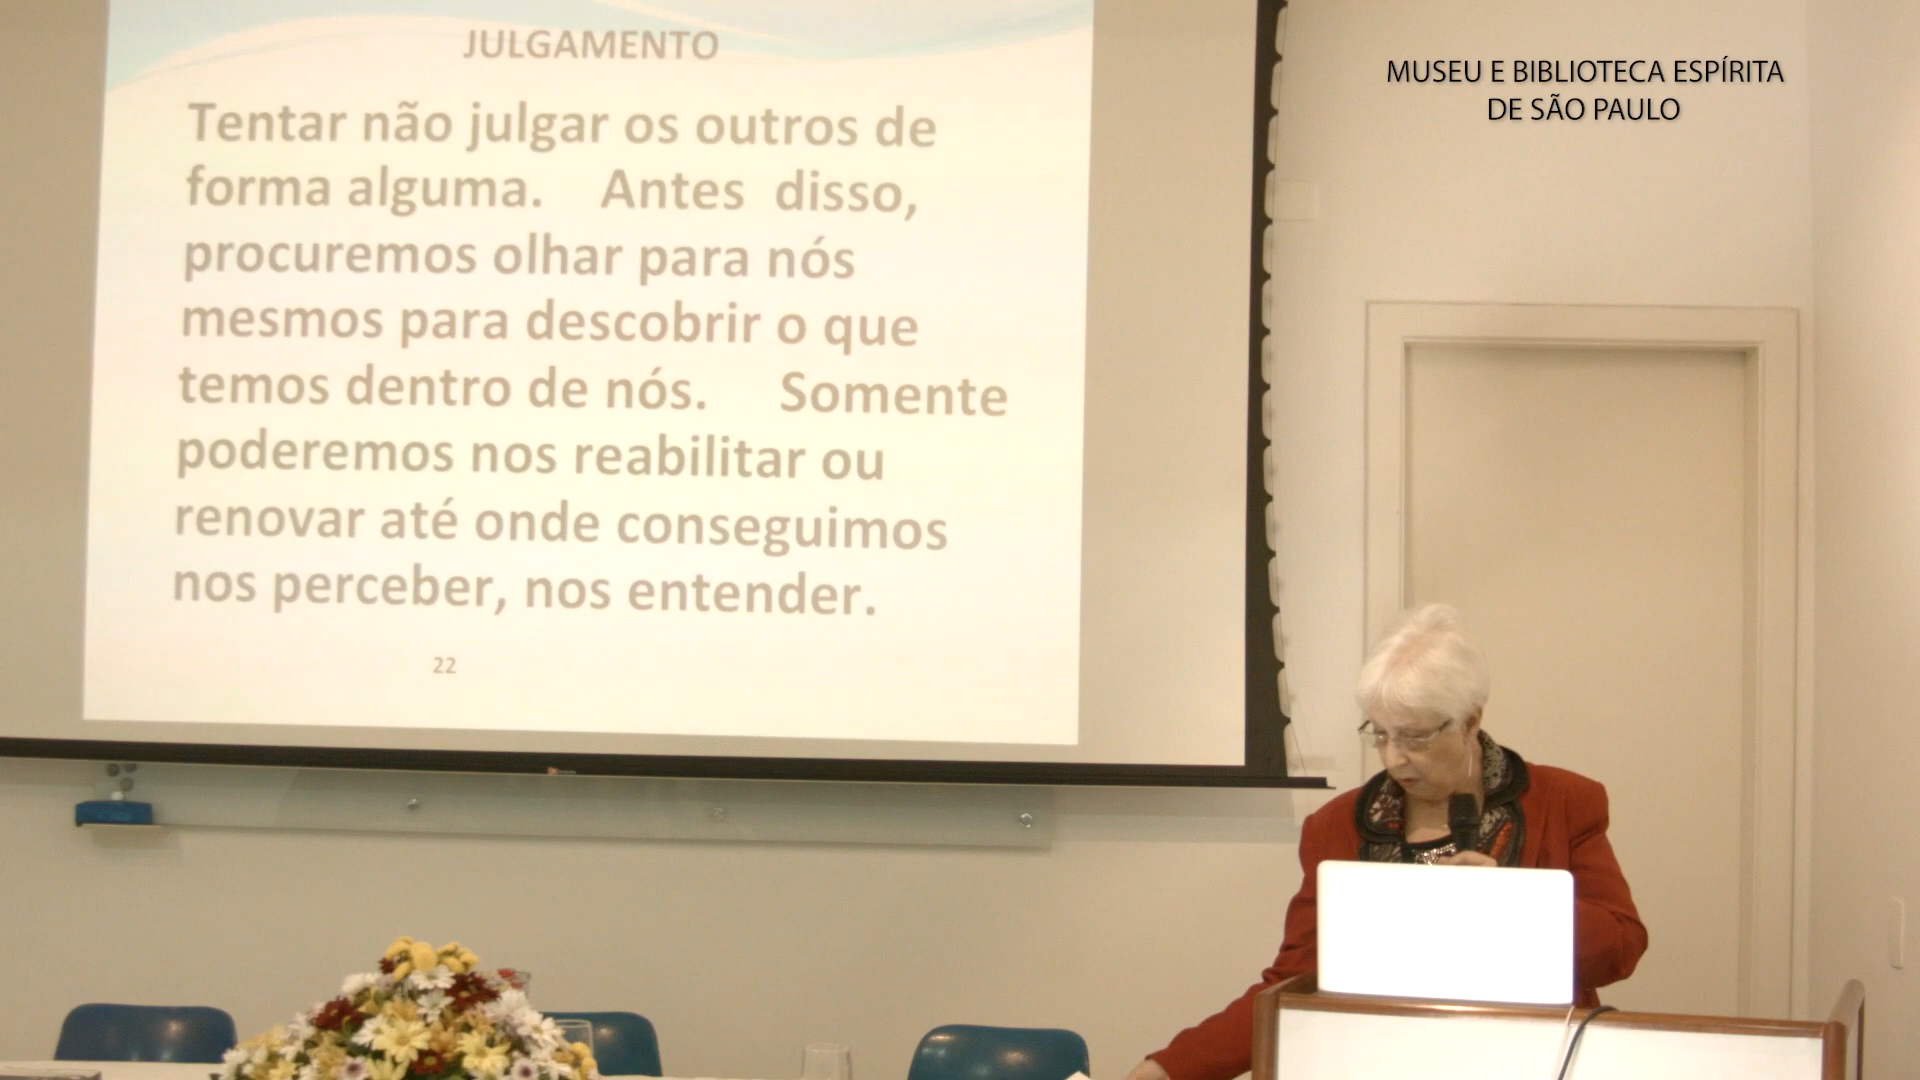 JULGAMENTO
Tentar não julgar os outros de
forma alguma. Antes disso,
procuremos olhar para nós
mesmos para descobrir o que
temos dentro de nós. Somente
poderemos nos reabilitar ou
renovar até onde conseguimos
nos perceber, nos entender.
22
MUSEU E BIBLIOTECA ESPÍRITA
DE SÃO PAULO